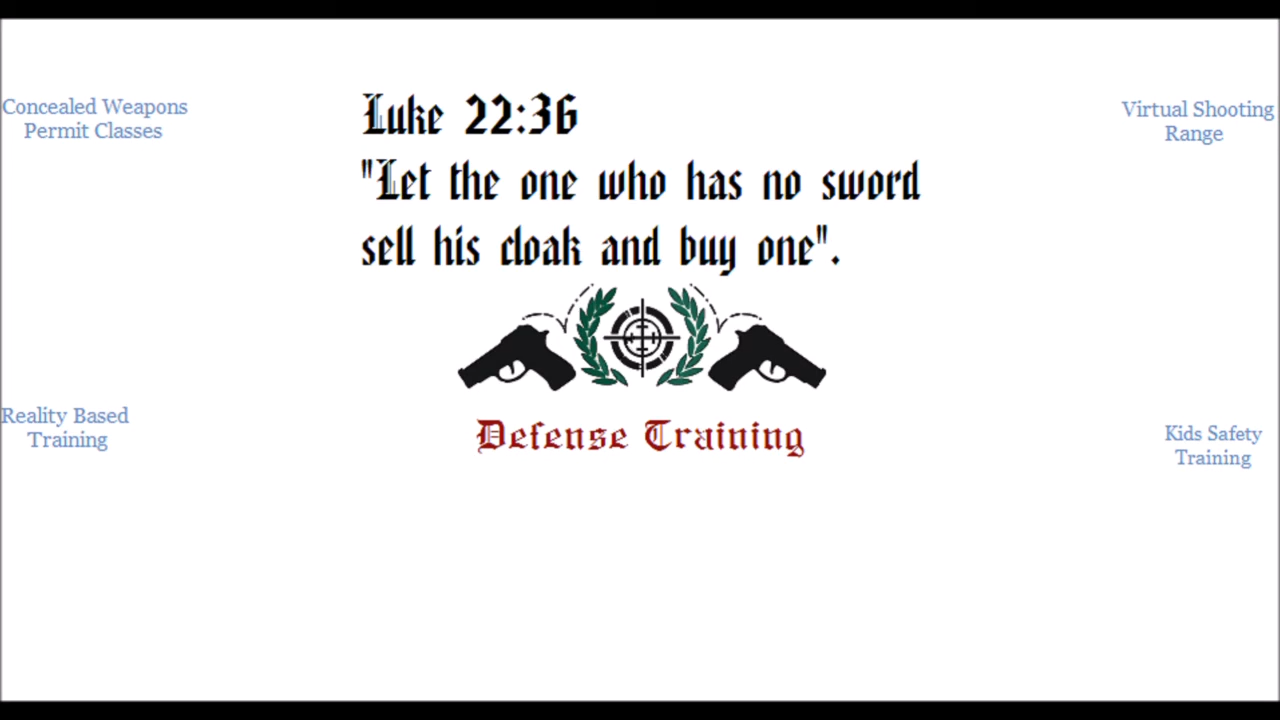 Concealed Weapons
Permit Classes
Luke 22:36
"Let the one who has no sword
sell his cloak and buy one".
Virtual Shooting
Range
Reality Based
Training
Defense Training
Kids Safety
Training